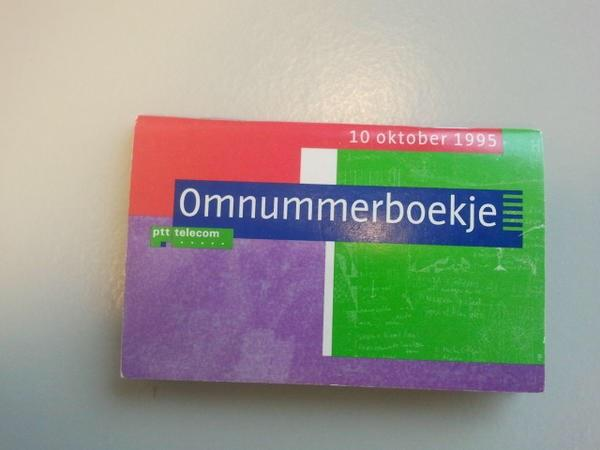 10 oktober 1995
Omnummerboekje
ptt telecom